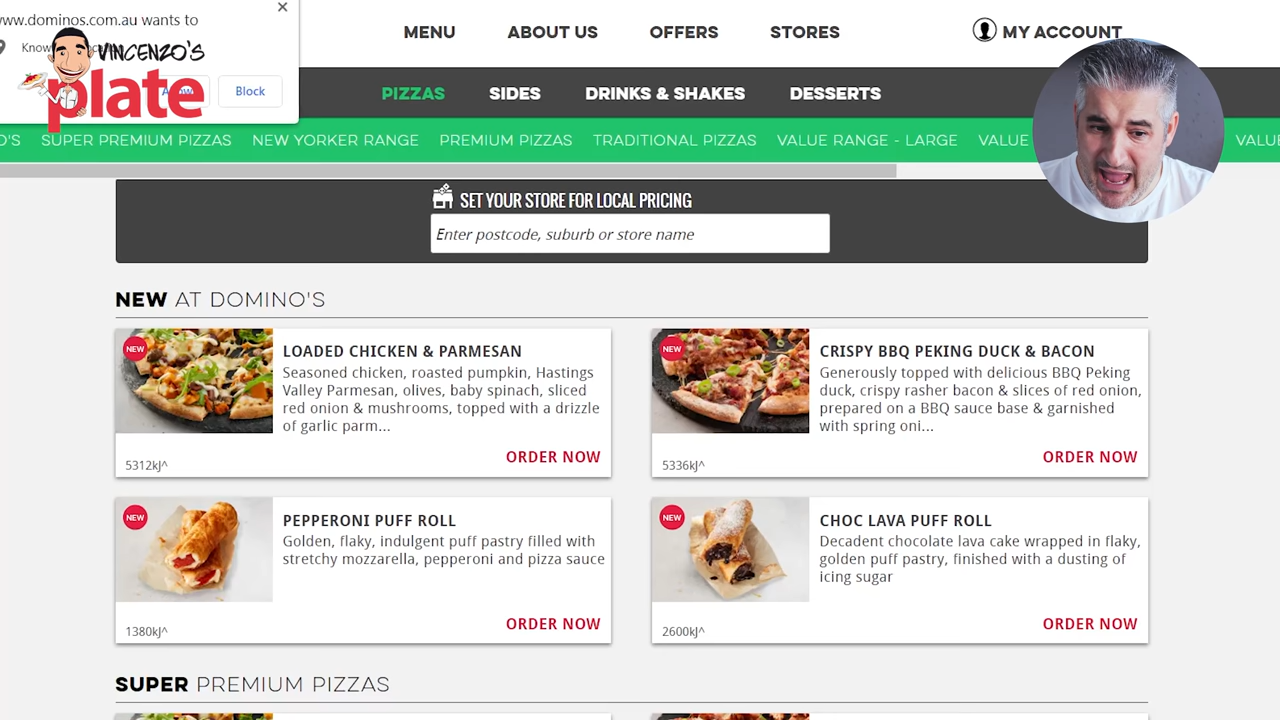 www.dominos.com.au wants to
Know
VINCENZO'S
plate
Block
MENU
ABOUT US
OFFERS
STORES
MY ACCOUNT
PIZZAS
SIDES
DRINKS & SHAKES
DESSERTS
O'S
SUPER PREMIUM PIZZAS
NEW YORKER RANGE
PREMIUM PIZZAS
TRADITIONAL PIZZAS
VALUE RANGE - LARGE
VALUE
VALUE
SET YOUR STORE FOR LOCAL PRICING
Enter postcode, suburb or store name
NEW AT DOMINO'S
NEW
LOADED CHICKEN & PARMESAN
Seasoned chicken, roasted pumpkin, Hastings
Valley Parmesan, olives, baby spinach, sliced
red onion & mushrooms, topped with a drizzle
of garlic parm...
5312kJ^
ORDER NOW
NEW
CRISPY BBQ PEKING DUCK & BACON
Generously topped with delicious BBQ Peking
duck, crispy rasher bacon & slices of red onion,
prepared on a BBQ sauce base & garnished
with spring oni...
5336kJ^
ORDER NOW
NEW
PEPPERONI PUFF ROLL
Golden, flaky, indulgent puff pastry filled with
stretchy mozzarella, pepperoni and pizza sauce
1380kJ^
ORDER NOW
NEW
CHOC LAVA PUFF ROLL
Decadent chocolate lava cake wrapped in flaky,
golden puff pastry, finished with a dusting of
icing sugar
2600kJ^
ORDER NOW
SUPER PREMIUM PIZZAS